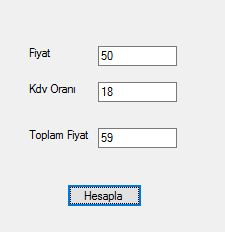 Fiyat 50
Kdv Oranı 18
Toplam Fiyat 59
Hesapla